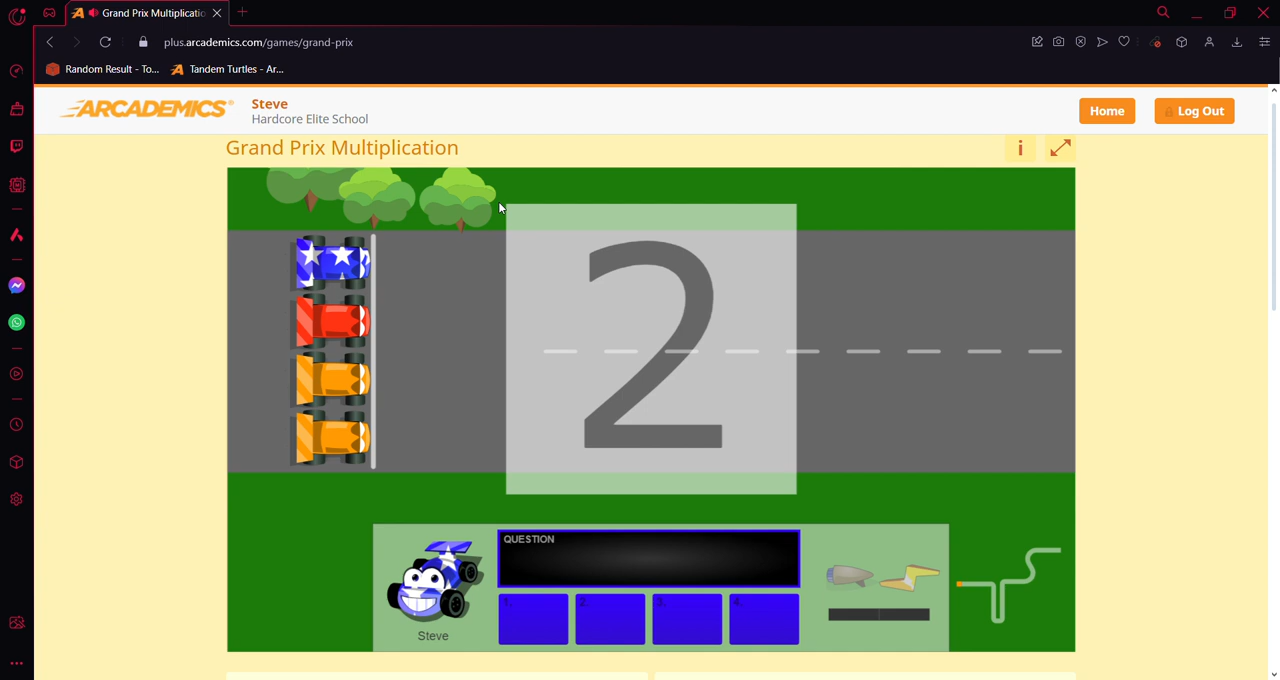 Grand Prix Multiplicatio
plus.arcademics.com/games/grand-prix
Random Result - To...
Tandem Turtles - Ar...
ARCADEMICS
Steve
Hardcore Elite School
Home
Log Out
Grand Prix Multiplication
i
2
QUESTION
1.
2.
3.
4.
Steve